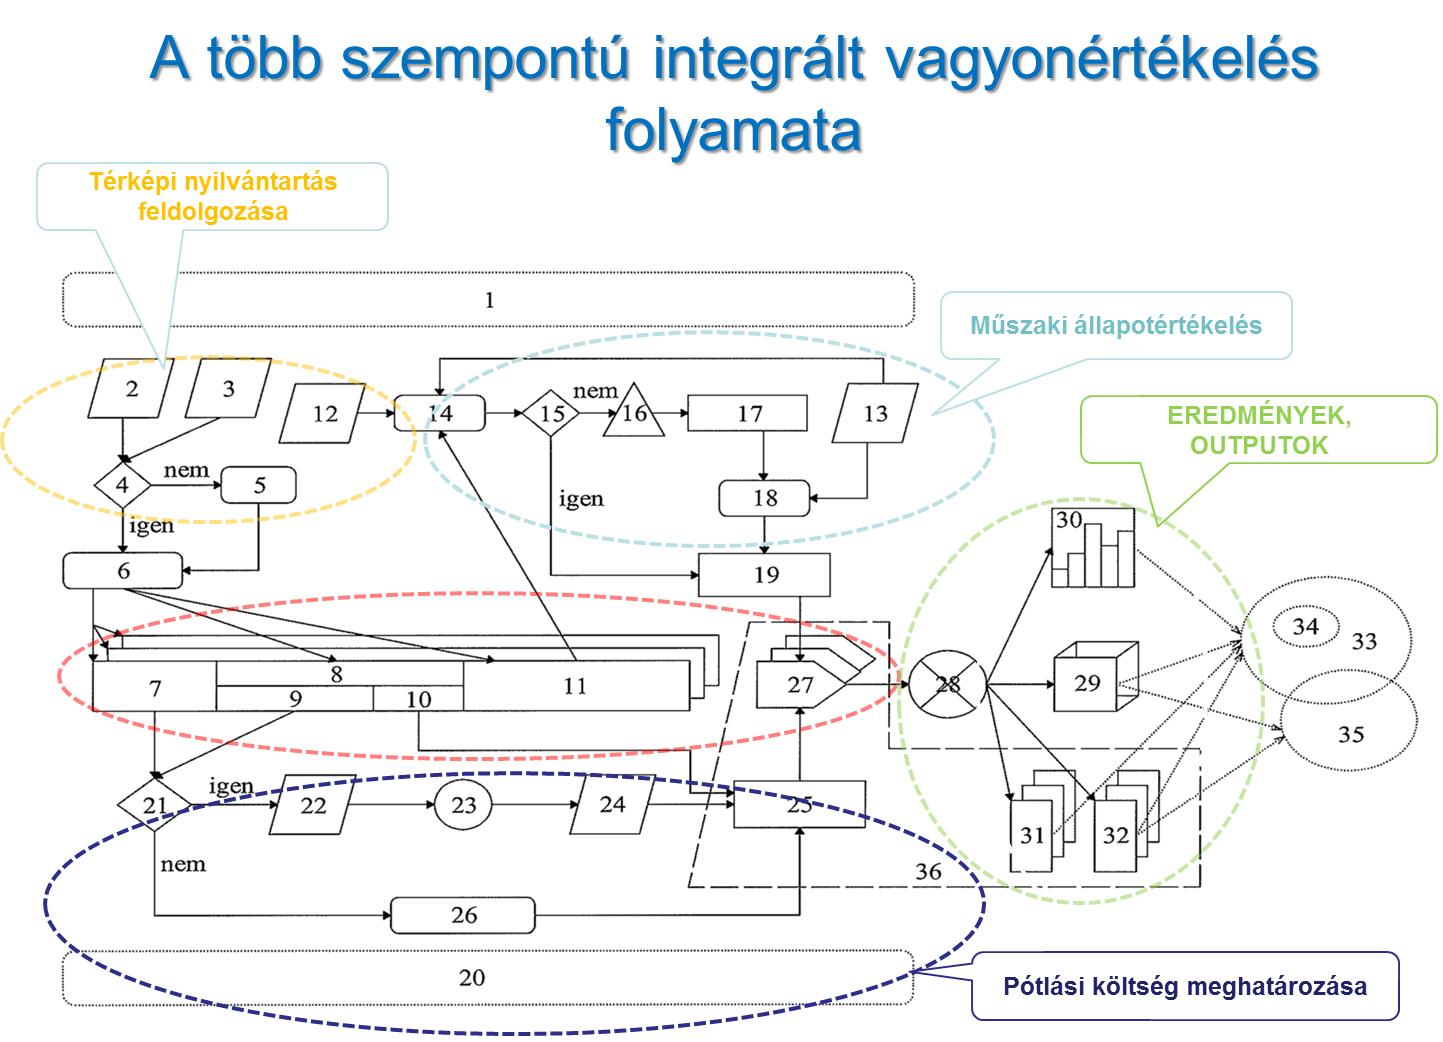 A több szempontú integrált vagyonértékelés
folyamata
Térképi nyilvántartás
feldolgozása
1
Műszaki állapotértékelés
2
3
12
14
15
nem
16
17
13
EREDMÉNYEK,
OUTPUTOK
4
nem
5
igen
18
igen
30
6
19
34
33
7
8
9
10
11
27
28
29
35
21
igen
22
23
24
25
31
32
nem
36
26
20
Pótlási költség meghatározása